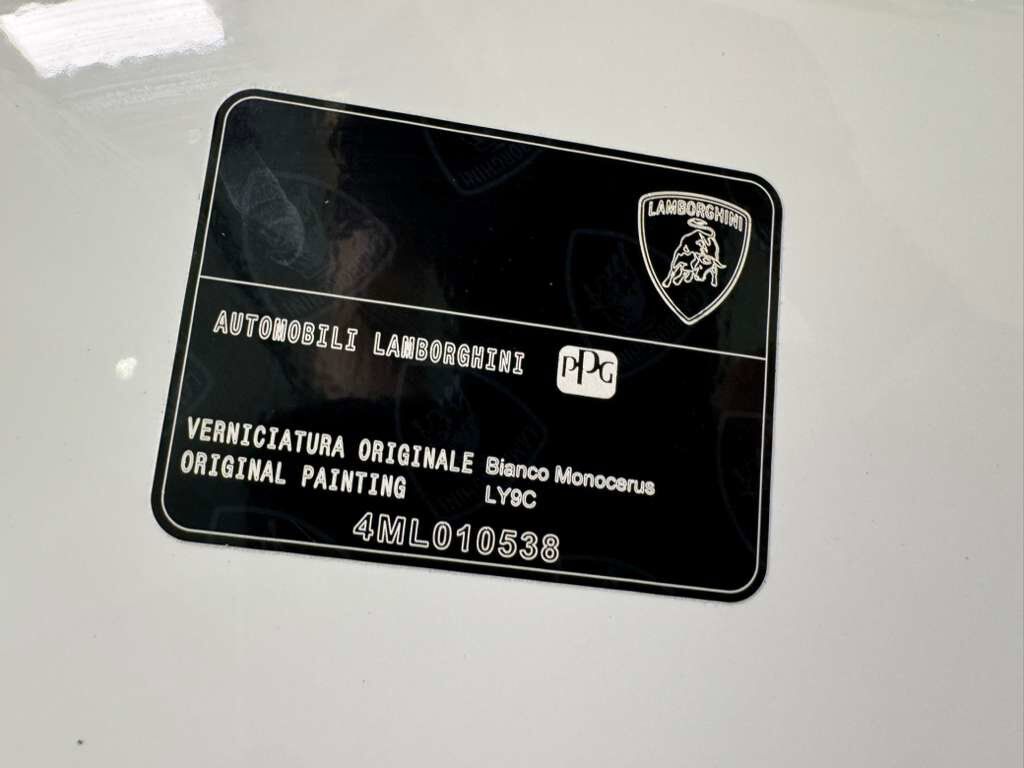 LAMBORGHINI
AUTOMOBILI LAMBORGHINI PPG
VERNICIATURA ORIGINALE Bianco Monocerus
ORIGINAL PAINTING LY9C
4ML010538